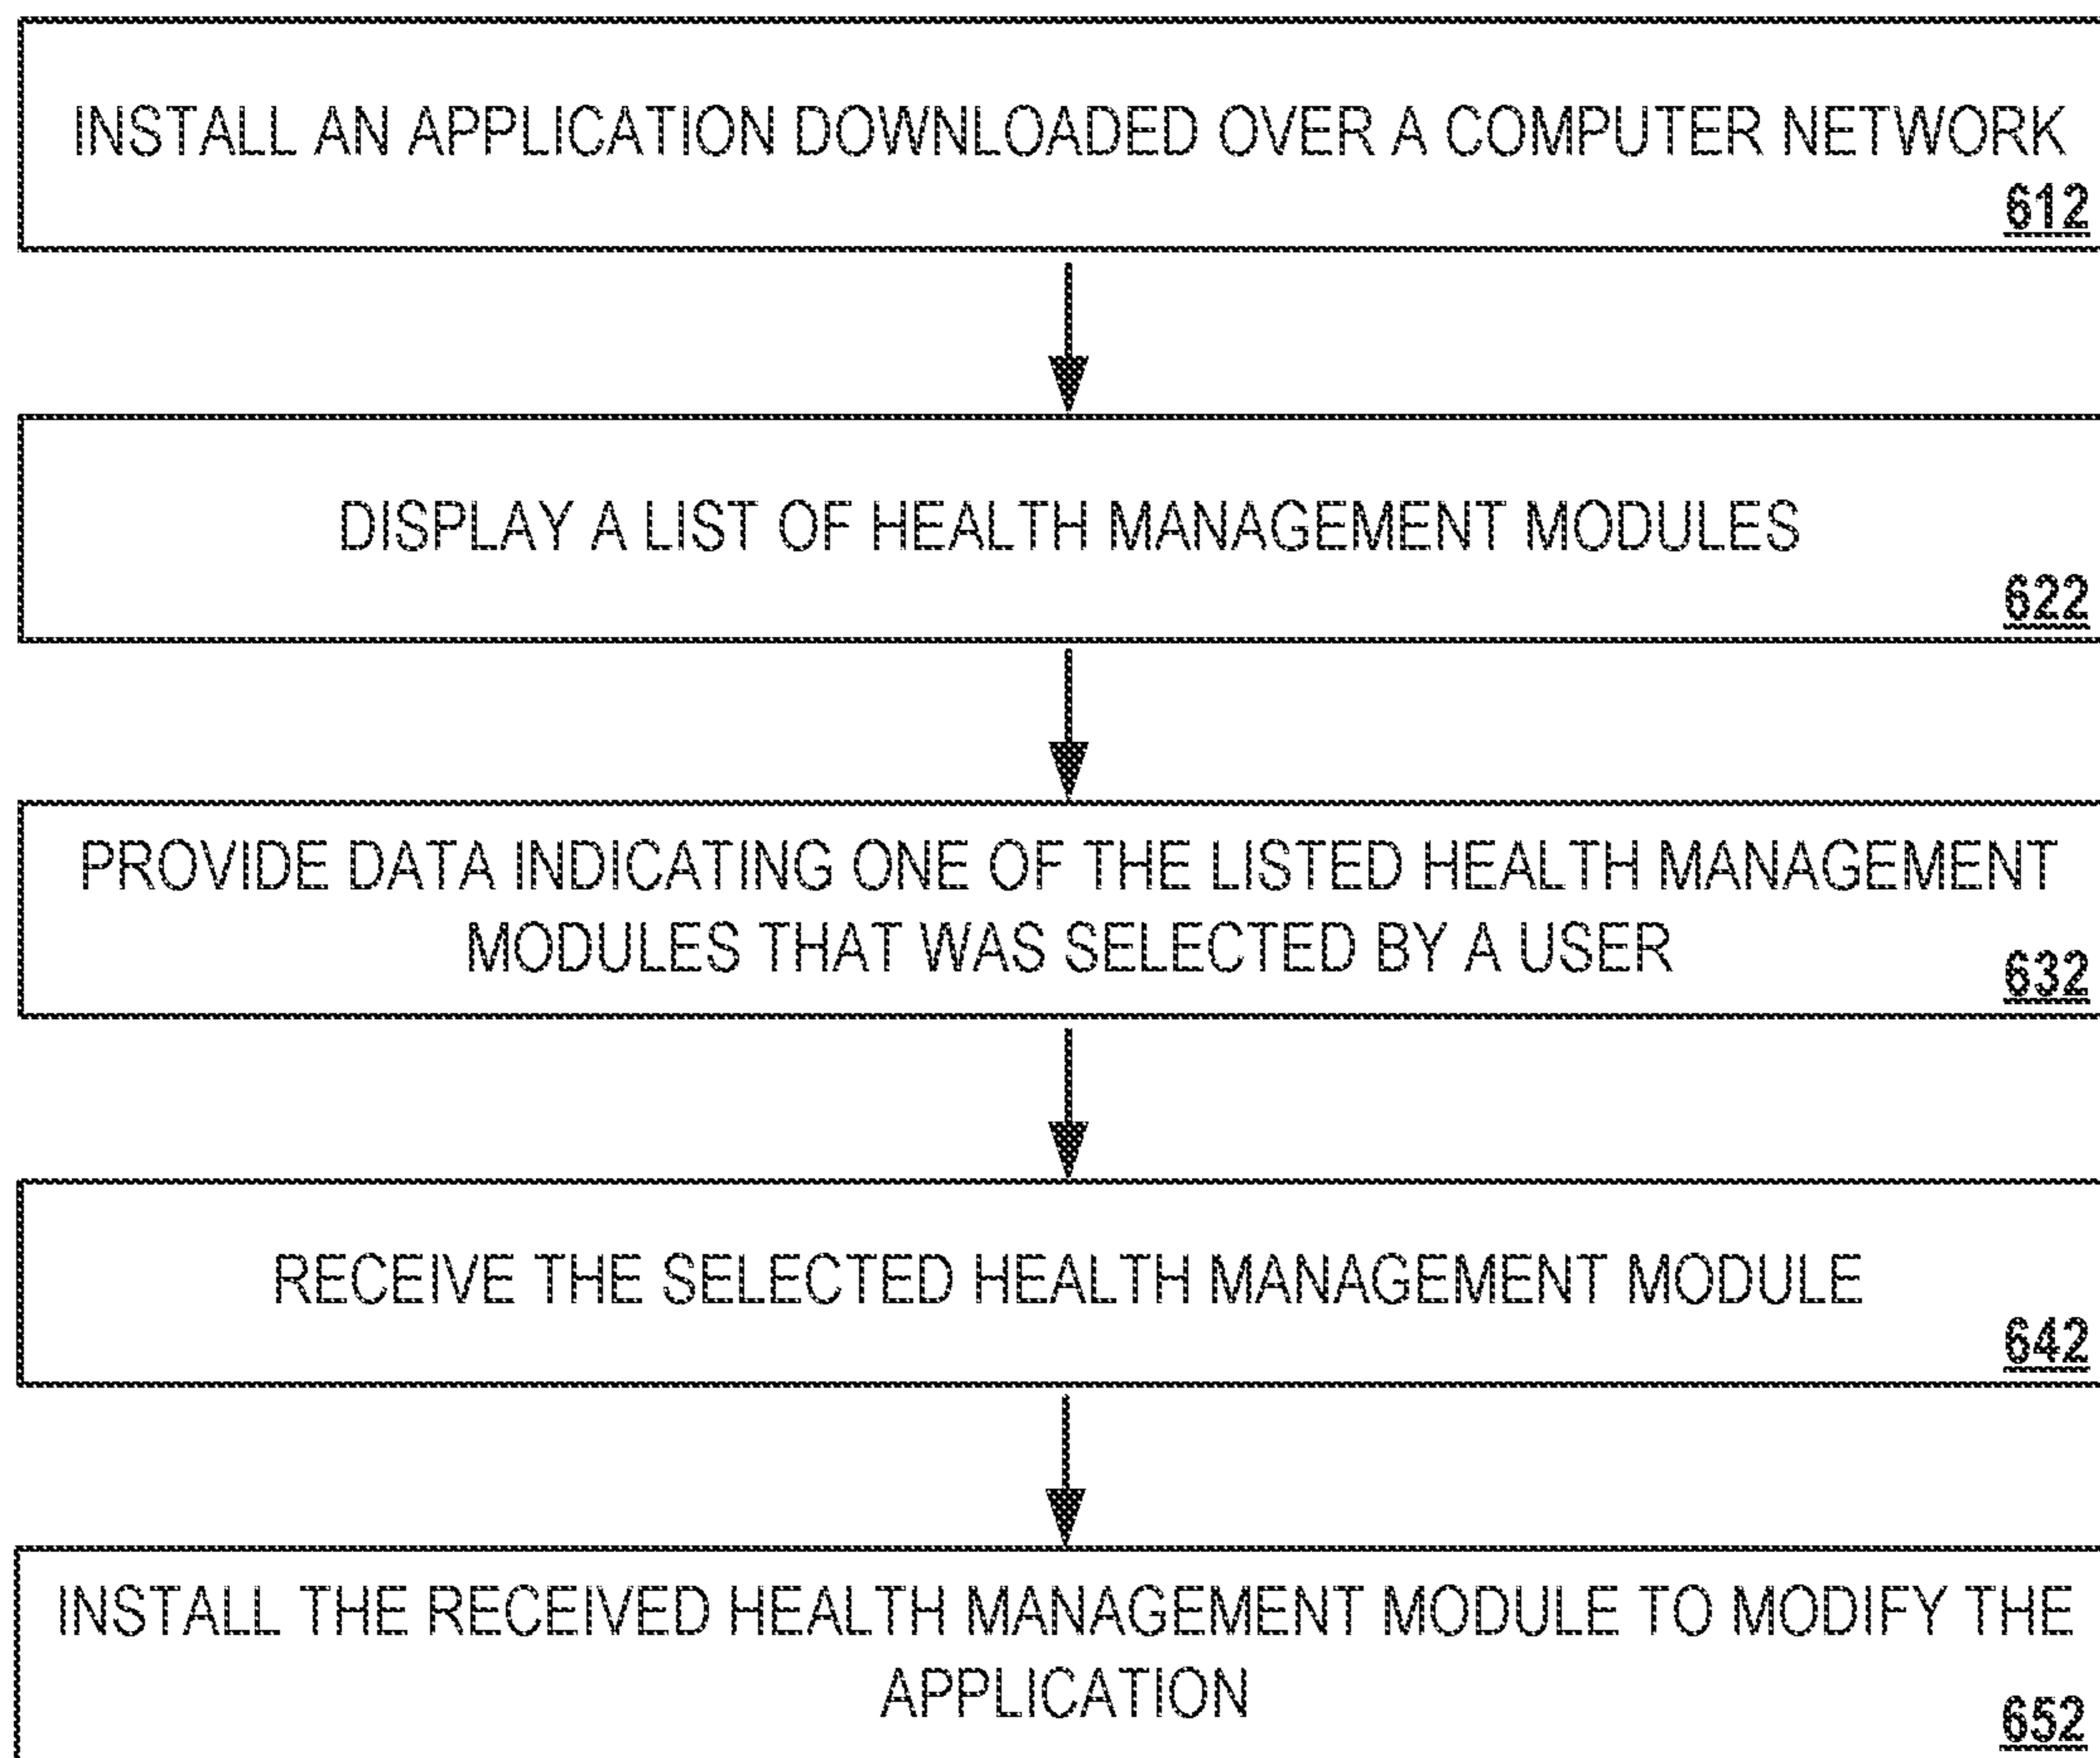 INSTALL AN APPLICATION DOWNLOADED OVER A COMPUTER NETWORK
612
DISPLAY A LIST OF HEALTH MANAGEMENT MODULES
622
PROVIDE DATA INDICATING ONE OF THE LISTED HEALTH MANAGEMENT
MODULES THAT WAS SELECTED BY A USER
632
RECEIVE THE SELECTED HEALTH MANAGEMENT MODULE
642
INSTALL THE RECEIVED HEALTH MANAGEMENT MODULE TO MODIFY THE
APPLICATION
652